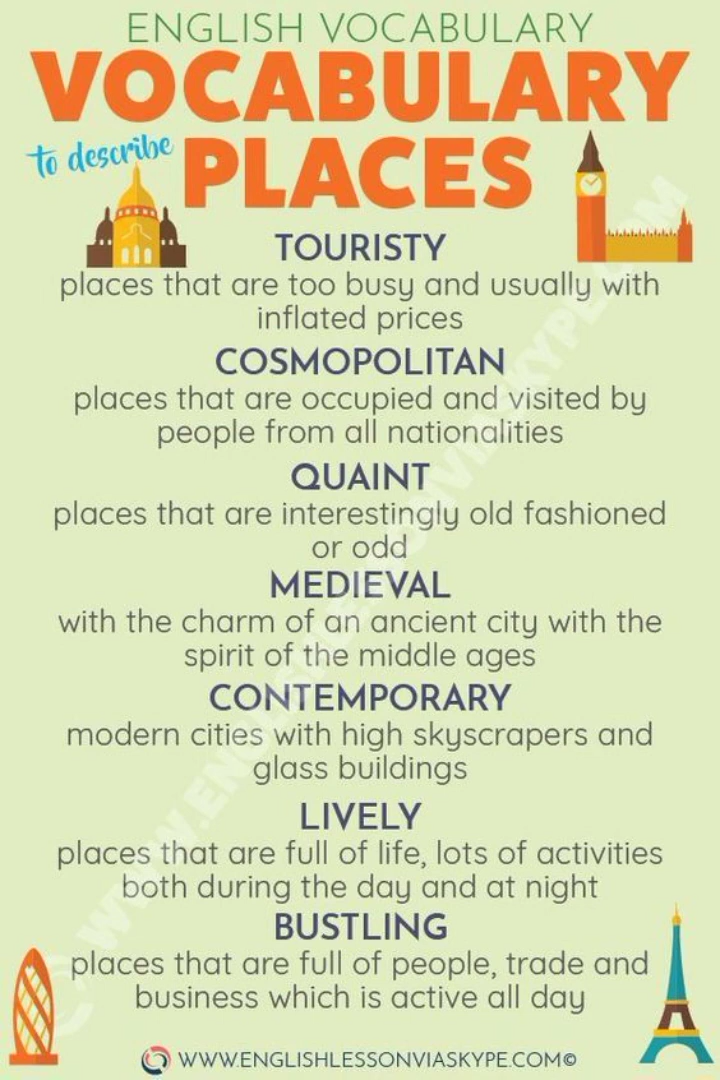 ENGLISH VOCABULARY
VOCABULARY
to describe PLACES
TOURISTY
places that are too busy and usually with
inflated prices
COSMOPOLITAN
places that are occupied and visited by
people from all nationalities
QUAINT
places that are interestingly old fashioned
or odd
MEDIEVAL
with the charm of an ancient city with the
spirit of the middle ages
CONTEMPORARY
modern cities with high skyscrapers and
glass buildings
LIVELY
places that are full of life, lots of activities
both during the day and at night
BUSTLING
places that are full of people, trade and
business which is active all day
WWW.ENGLISHLESSONVIASKYPE.COM©